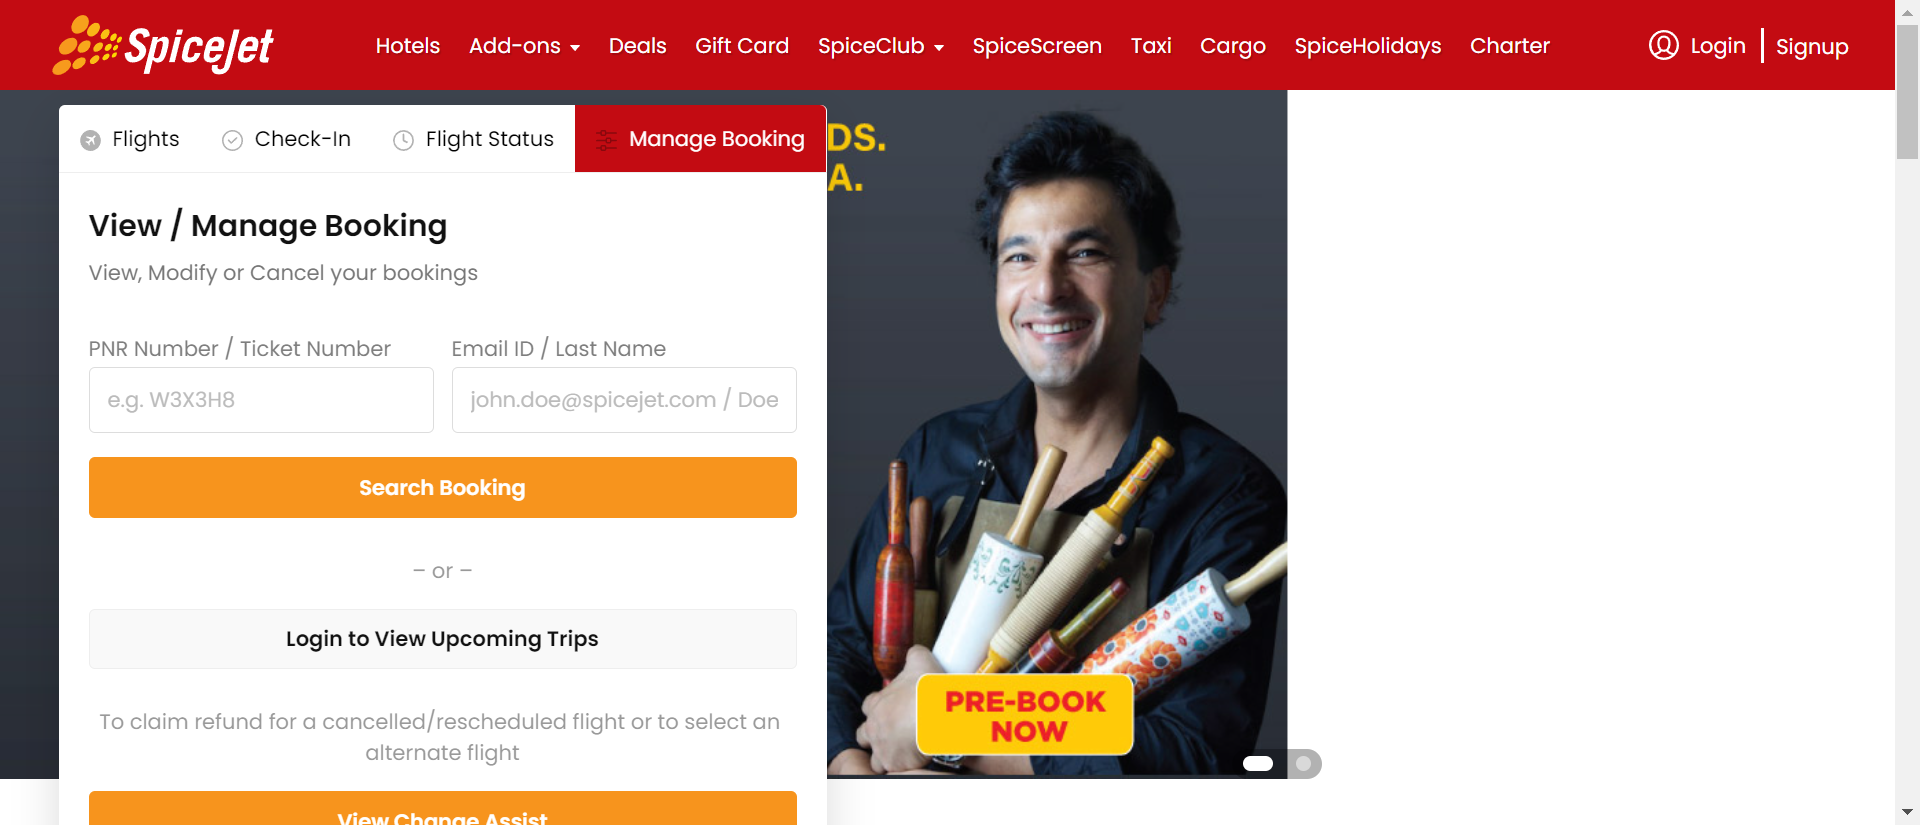 SpiceJet
Hotels Add-ons Deals Gift Card SpiceClub SpiceScreen Taxi Cargo SpiceHolidays Charter Login Signup
Flights Check-In Flight Status Manage Booking
DS.
A.
View / Manage Booking
View, Modify or Cancel your bookings
PNR Number / Ticket Number Email ID / Last Name
e.g. W3X3H8 john.doe@spicejet.com / Doe
Search Booking
– or –
Login to View Upcoming Trips
To claim refund for a cancelled/rescheduled flight or to select an
alternate flight
View Change Assist
PRE-BOOK
NOW